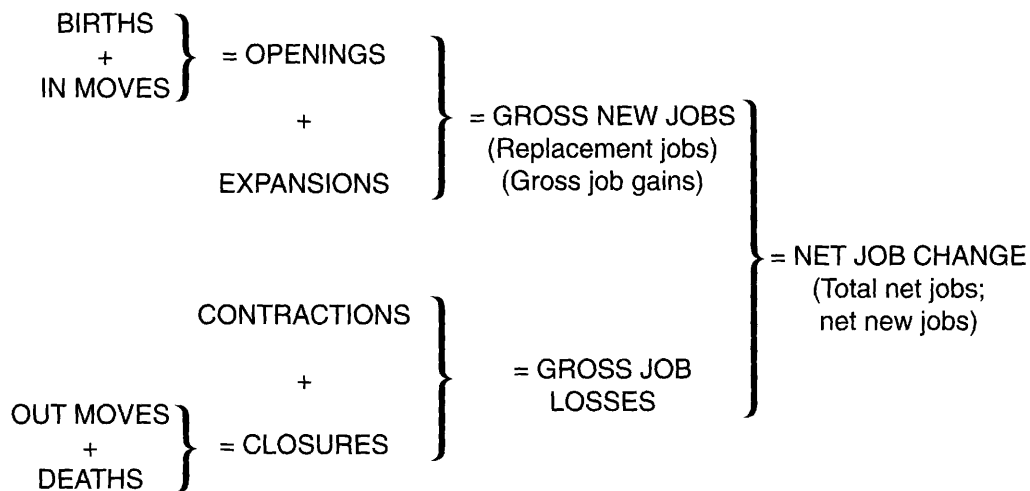 BIRTHS
+
IN MOVES
= OPENINGS
+
EXPANSIONS
= GROSS NEW JOBS
(Replacement jobs)
(Gross job gains)
CONTRACTIONS
+
OUT MOVES
+
DEATHS
= CLOSURES
= GROSS JOB
LOSSES
= NET JOB CHANGE
(Total net jobs;
net new jobs)